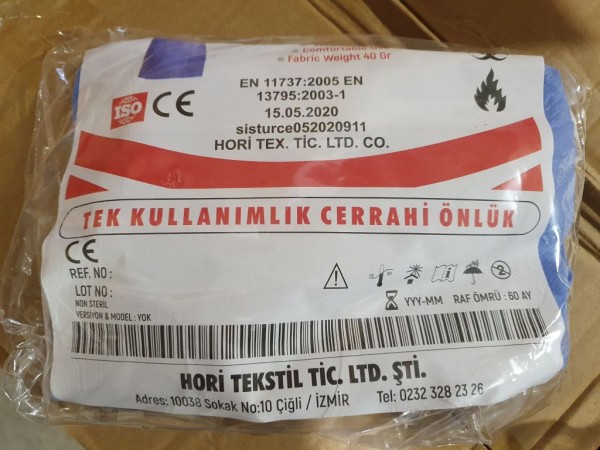 Comfortable
Fabric Weight 40 Gr
EN 11737:2005 EN
13795:2003-1
15.05.2020
sisturce052020911
HORİ TEX. TİC. LTD. CO.
ISO CE
TEK KULLANIMLIK CERRAHİ ÖNLÜK
CE
REF. NO :
LOT NO :
NON STERIL
VERSİYON & MODEL : YOK
YYY-MM RAF ÖMRÜ : 60 AY
HORİ TEKSTİL TİC. LTD. ŞTİ.
Adres: 10038 Sokak No:10 Çiğli / İZMİR Tel: 0232 328 23 26